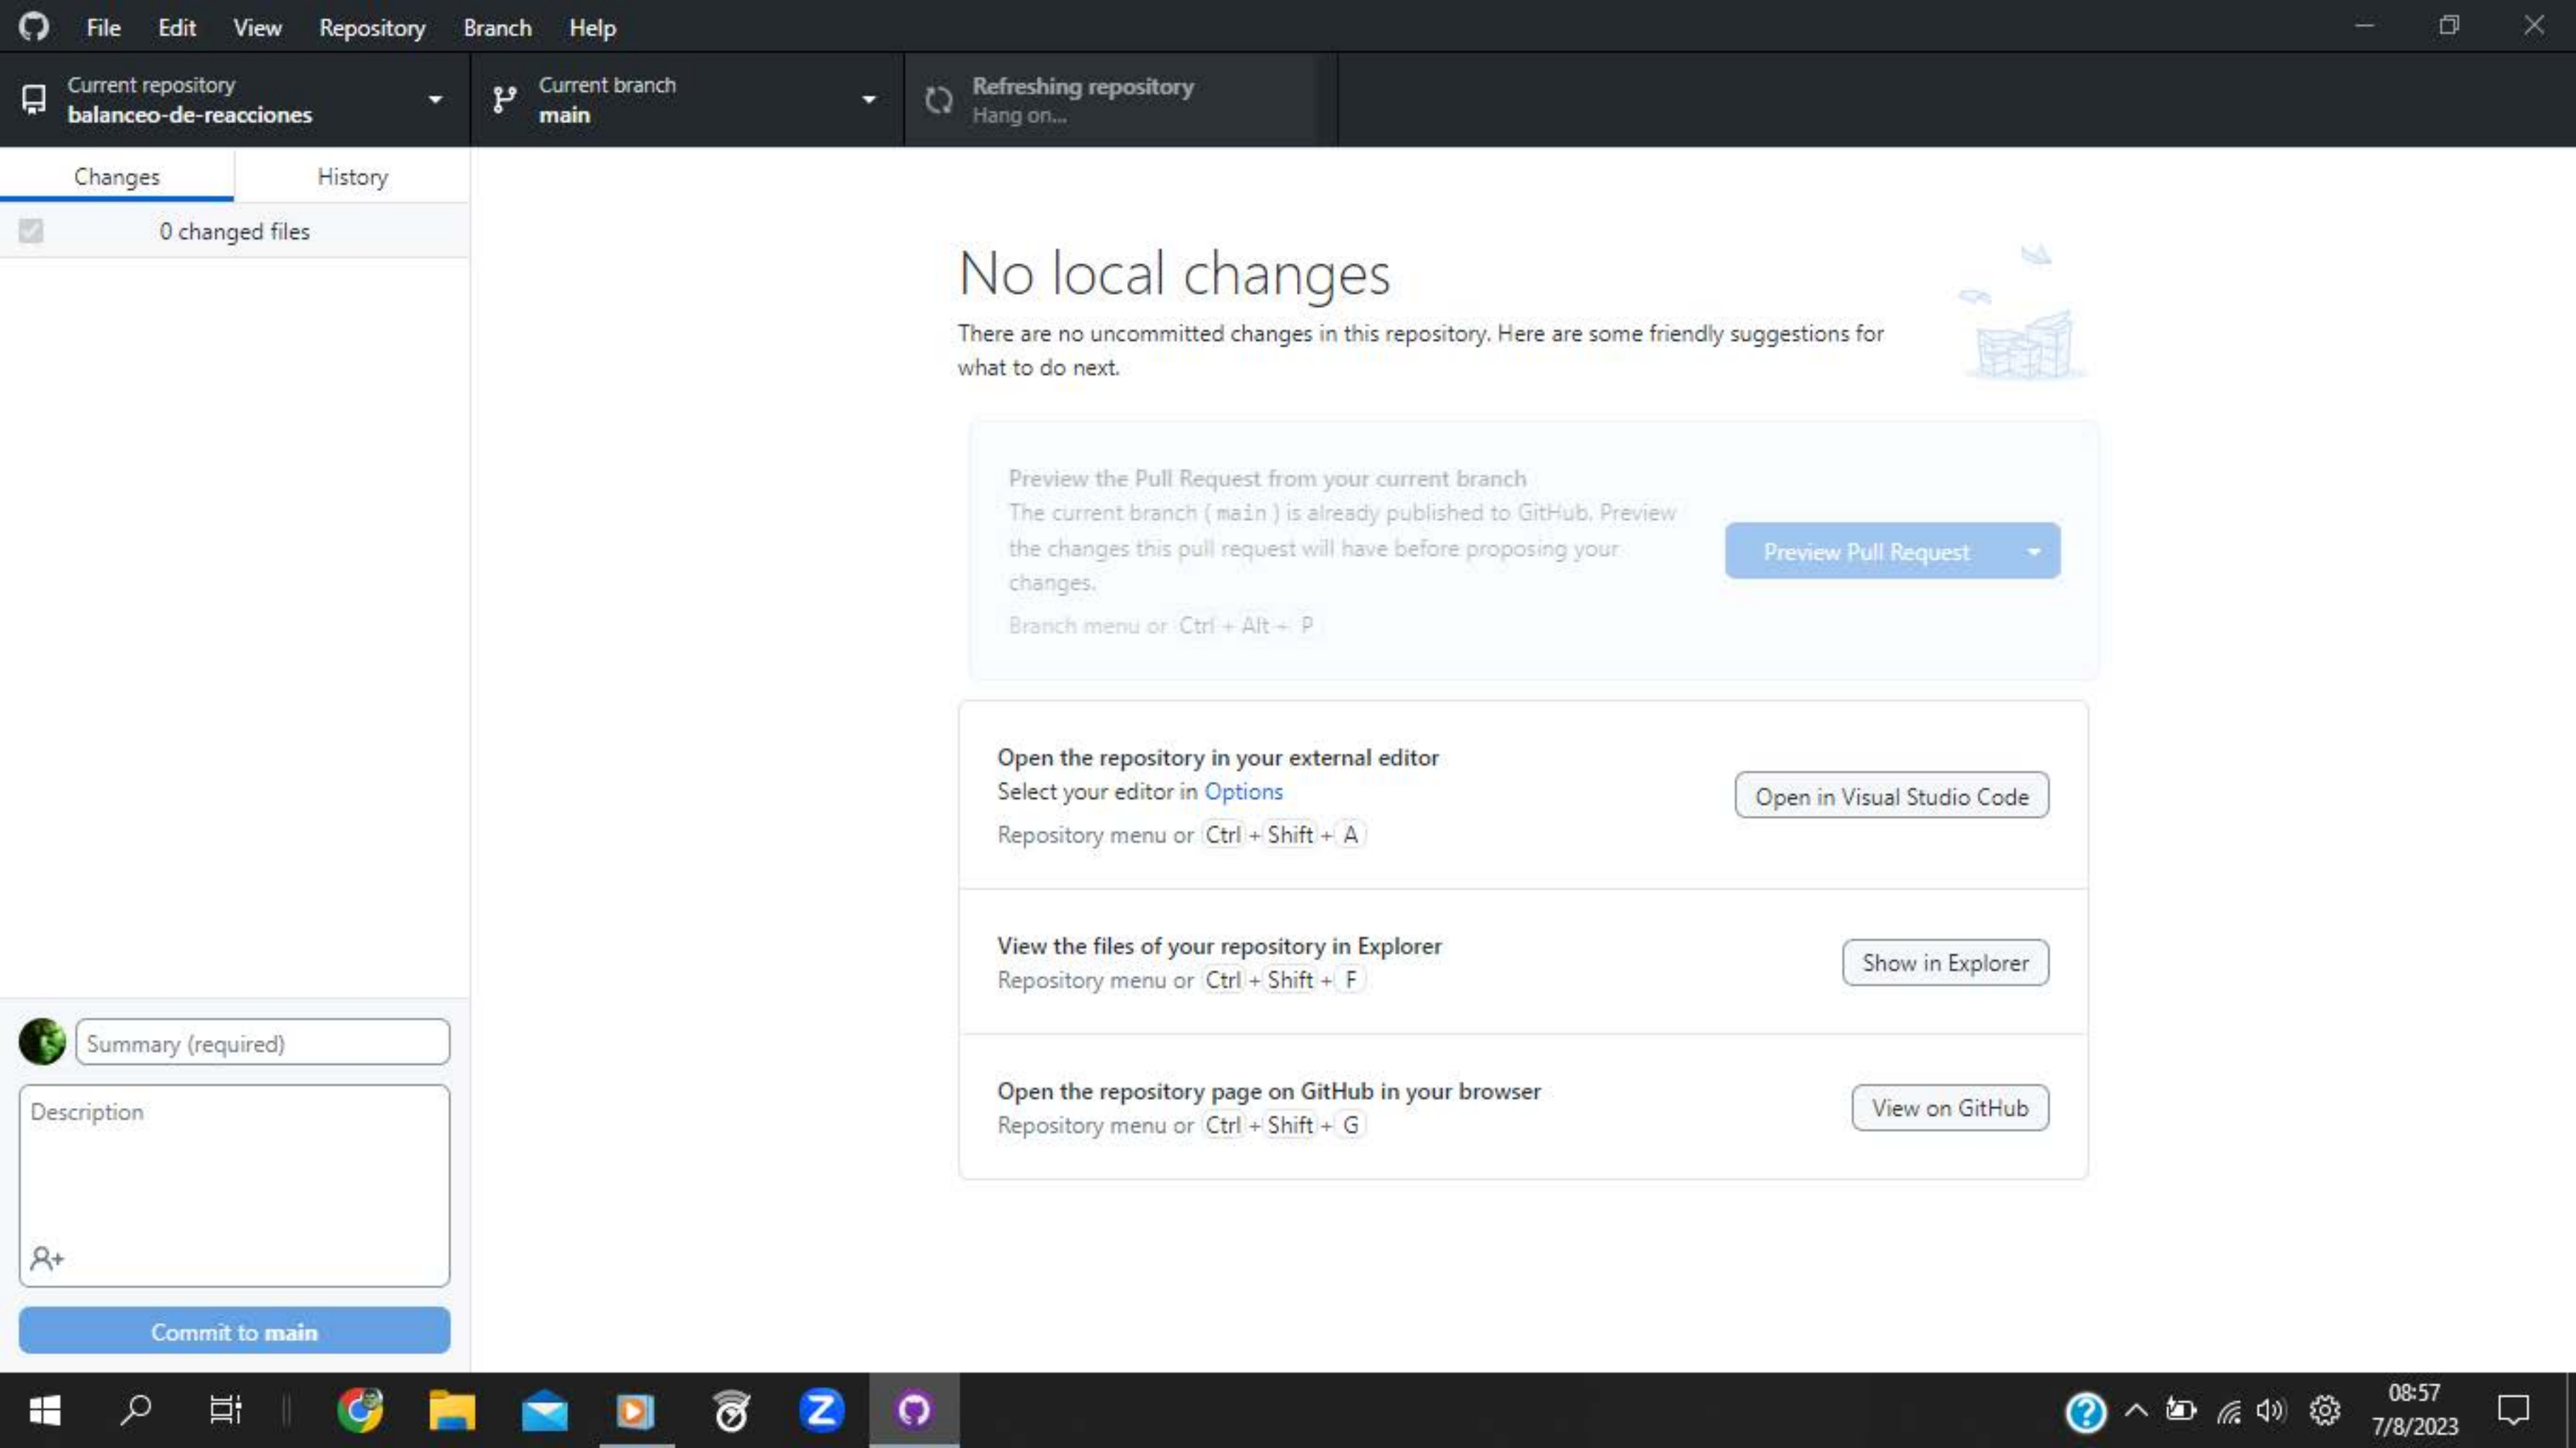 File Edit View Repository Branch Help
Current repository
balanceo-de-reacciones
Current branch
main
Refreshing repository
Hang on...
Changes History
0 changed files
No local changes
There are no uncommitted changes in this repository. Here are some friendly suggestions for
what to do next.
Preview the Pull Request from your current branch
The current branch ( main ) is already published to GitHub. Preview
the changes this pull request will have before proposing your
changes.
Branch menu or Ctrl + Alt + P
Preview Pull Request
Open the repository in your external editor
Select your editor in Options
Repository menu or Ctrl + Shift + A
Open in Visual Studio Code
View the files of your repository in Explorer
Repository menu or Ctrl + Shift + F
Show in Explorer
Open the repository page on GitHub in your browser
Repository menu or Ctrl + Shift + G
View on GitHub
Summary (required)
Description
Commit to main
08:57
7/8/2023